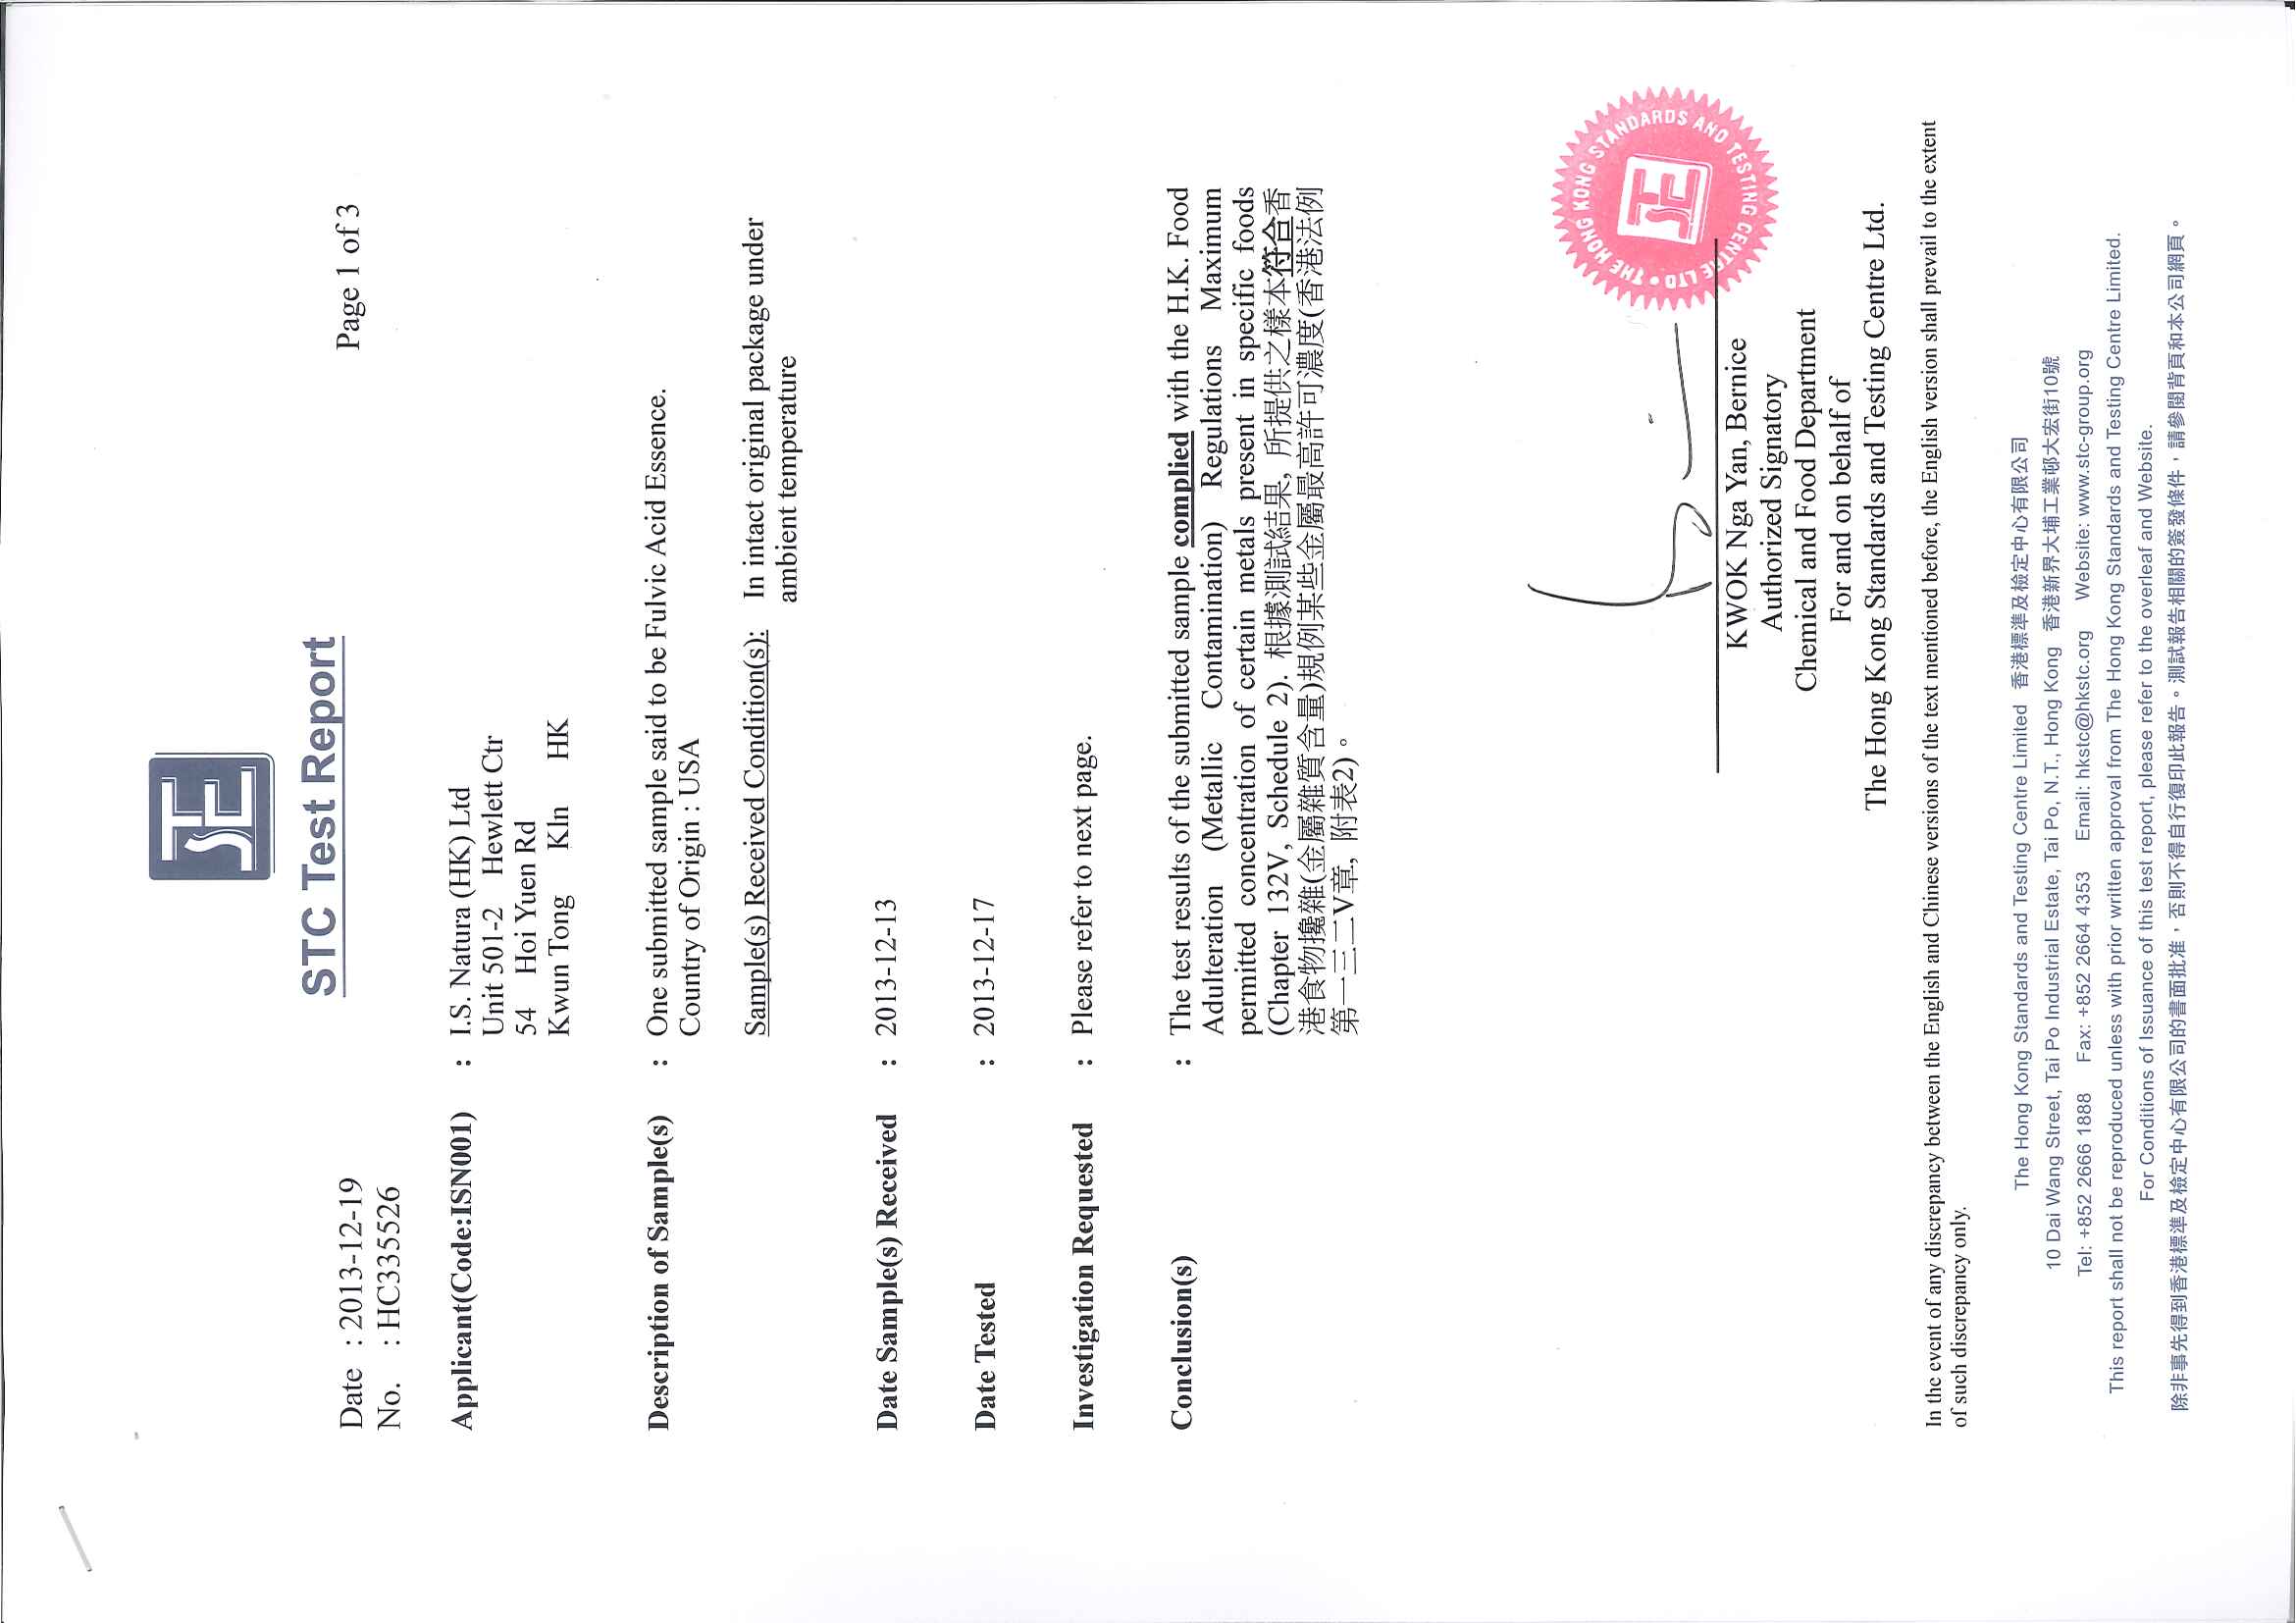 STC Test Report
Date : 2013-12-19 Page 1 of 3
No. : HC335526
Applicant(Code:ISN001) : I.S. Natura (HK) Ltd
Unit 501-2 Hewlett Ctr
54 Hoi Yuen Rd
Kwun Tong Kln HK
Description of Sample(s) : One submitted sample said to be Fulvic Acid Essence.
Country of Origin : USA
Sample(s) Received Condition(s): In intact original package under
ambient temperature
Date Sample(s) Received : 2013-12-13
Date Tested : 2013-12-17
Investigation Requested : Please refer to next page.
Conclusion(s) : The test results of the submitted sample complied with the H.K. Food
Adulteration (Metallic Contamination) Regulations Maximum
permitted concentration of certain metals present in specific foods
(Chapter 132V, Schedule 2). 根據測試結果, 所提供之樣本符合香
港食物攙雜(金屬雜質含量)規例某些金屬最高許可濃度(香港法例
第一三二V章, 附表2)。
THE HONG KONG STANDARDS AND TESTING CENTRE LTD
KWOK Nga Yan, Bernice
Authorized Signatory
Chemical and Food Department
For and on behalf of
The Hong Kong Standards and Testing Centre Ltd.
In the event of any discrepancy between the English and Chinese versions of the text mentioned before, the English version shall prevail to the extent
of such discrepancy only.
The Hong Kong Standards and Testing Centre Limited 香港標準及檢定中心有限公司
10 Dai Wang Street, Tai Po Industrial Estate, Tai Po, N.T., Hong Kong 香港新界大埔工業邨大宏街10號
Tel: +852 2666 1888 Fax: +852 2664 4353 Email: hkstc@hkstc.org Website: www.stc-group.org
This report shall not be reproduced unless with prior written approval from The Hong Kong Standards and Testing Centre Limited.
For Conditions of Issuance of this test report, please refer to the overleaf and Website.
除非事先得到香港標準及檢定中心有限公司的書面批准，否則不得自行復印此報告。測試報告相關的簽發條件，請參閱背頁和本公司網頁。